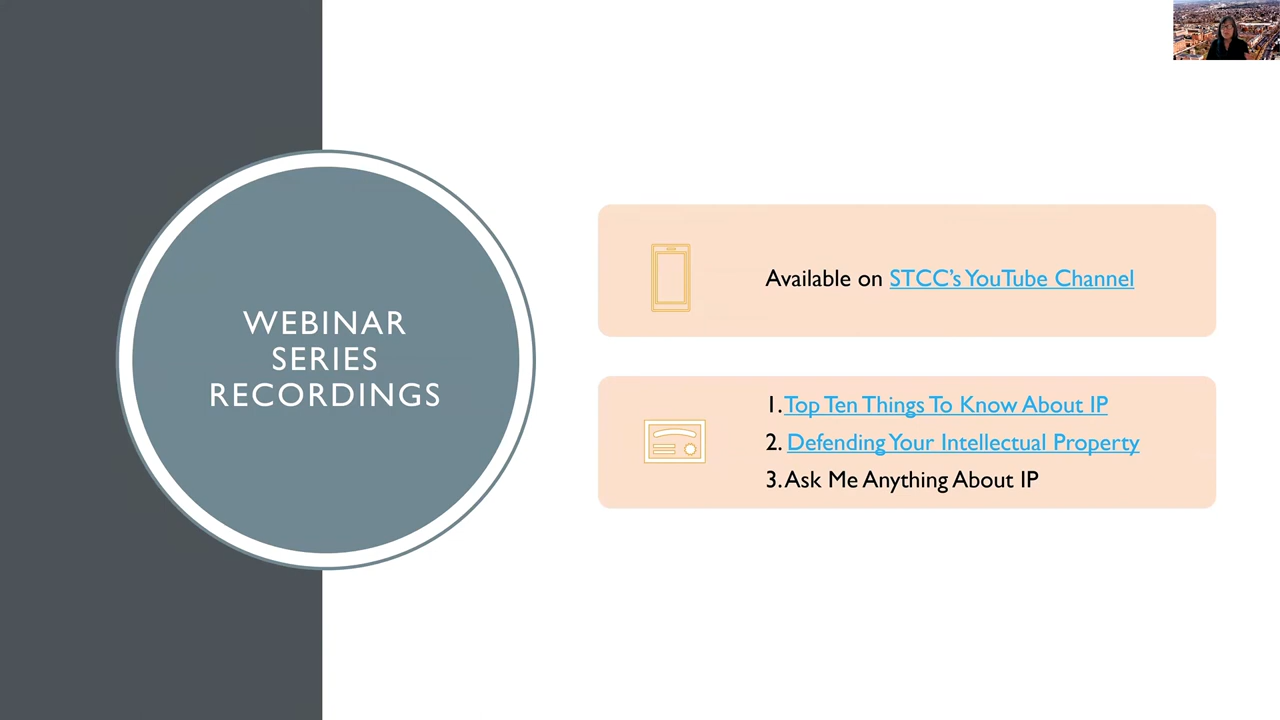 WEBINAR
SERIES
RECORDINGS
Available on STCC's YouTube Channel
1. Top Ten Things To Know About IP
2. Defending Your Intellectual Property
3. Ask Me Anything About IP